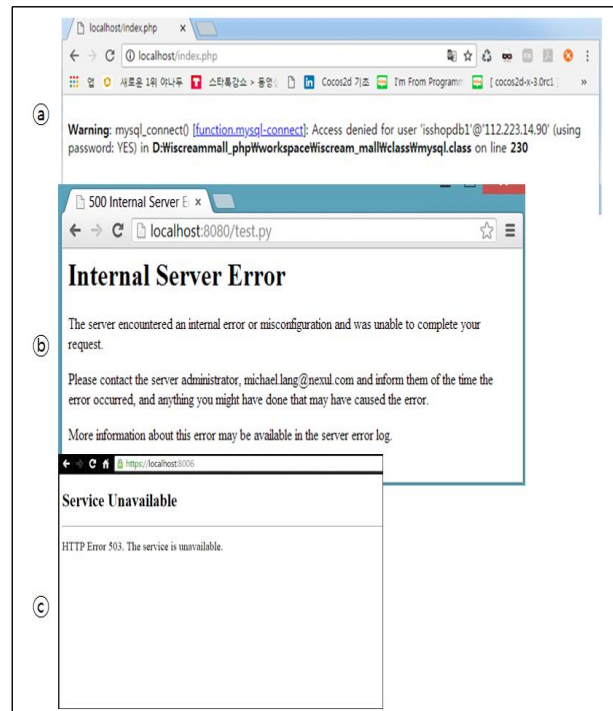 localhost/index.php ×
localhost/index.php
앱 새로운 1위 야나두 스타특강쇼 > 동영 Cocos2d 기초 I'm From Programm [ cocos2d-x-3.0rc1 ] »
ⓐ
Warning: mysql_connect() [function.mysql-connect]: Access denied for user 'isshopdb1'@'112.223.14.90' (using
password: YES) in D:₩iscreammall_php₩workspace₩iscream_mall₩class₩mysql.class on line 230
500 Internal Server E ×
localhost:8080/test.py
Internal Server Error
The server encountered an internal error or misconfiguration and was unable to complete your
request.
ⓑ
Please contact the server administrator, michael.lang@nexul.com and inform them of the time the
error occurred, and anything you might have done that may have caused the error.
More information about this error may be available in the server error log.
https://localhost:8006
Service Unavailable
HTTP Error 503. The service is unavailable.
ⓒ